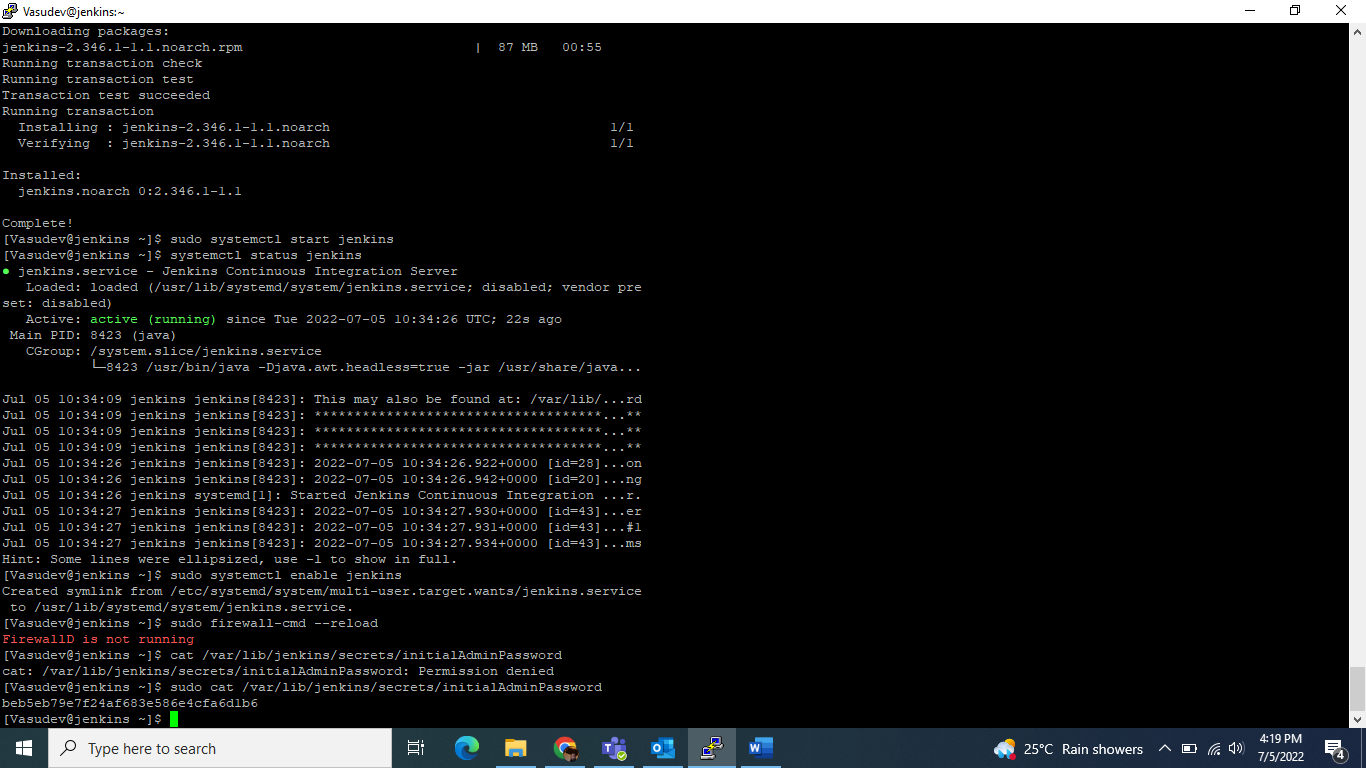 Vasudev@jenkins:~
Downloading packages:
jenkins-2.346.1-1.1.noarch.rpm | 87 MB 00:55
Running transaction check
Running transaction test
Transaction test succeeded
Running transaction
Installing : jenkins-2.346.1-1.1.noarch 1/1
Verifying : jenkins-2.346.1-1.1.noarch 1/1
Installed:
jenkins.noarch 0:2.346.1-1.1
Complete!
[Vasudev@jenkins ~]$ sudo systemctl start jenkins
[Vasudev@jenkins ~]$ systemctl status jenkins
● jenkins.service - Jenkins Continuous Integration Server
Loaded: loaded (/usr/lib/systemd/system/jenkins.service; disabled; vendor pre
set: disabled)
Active: active (running) since Tue 2022-07-05 10:34:26 UTC; 22s ago
Main PID: 8423 (java)
CGroup: /system.slice/jenkins.service
└─8423 /usr/bin/java -Djava.awt.headless=true -jar /usr/share/java...
Jul 05 10:34:09 jenkins jenkins[8423]: This may also be found at: /var/lib/...rd
Jul 05 10:34:09 jenkins jenkins[8423]: ************************************...**
Jul 05 10:34:09 jenkins jenkins[8423]: ************************************...**
Jul 05 10:34:09 jenkins jenkins[8423]: ************************************...**
Jul 05 10:34:26 jenkins jenkins[8423]: 2022-07-05 10:34:26.922+0000 [id=28]...on
Jul 05 10:34:26 jenkins jenkins[8423]: 2022-07-05 10:34:26.942+0000 [id=20]...ng
Jul 05 10:34:26 jenkins systemd[1]: Started Jenkins Continuous Integration ...r.
Jul 05 10:34:27 jenkins jenkins[8423]: 2022-07-05 10:34:27.930+0000 [id=43]...er
Jul 05 10:34:27 jenkins jenkins[8423]: 2022-07-05 10:34:27.931+0000 [id=43]...#1
Jul 05 10:34:27 jenkins jenkins[8423]: 2022-07-05 10:34:27.934+0000 [id=43]...ms
Hint: Some lines were ellipsized, use -l to show in full.
[Vasudev@jenkins ~]$ sudo systemctl enable jenkins
Created symlink from /etc/systemd/system/multi-user.target.wants/jenkins.service
to /usr/lib/systemd/system/jenkins.service.
[Vasudev@jenkins ~]$ sudo firewall-cmd --reload
FirewallD is not running
[Vasudev@jenkins ~]$ cat /var/lib/jenkins/secrets/initialAdminPassword
cat: /var/lib/jenkins/secrets/initialAdminPassword: Permission denied
[Vasudev@jenkins ~]$ sudo cat /var/lib/jenkins/secrets/initialAdminPassword
beb5eb79e7f24af683e586e4cfa6d1b6
[Vasudev@jenkins ~]$
Type here to search
25°C Rain showers
4:19 PM
7/5/2022
4